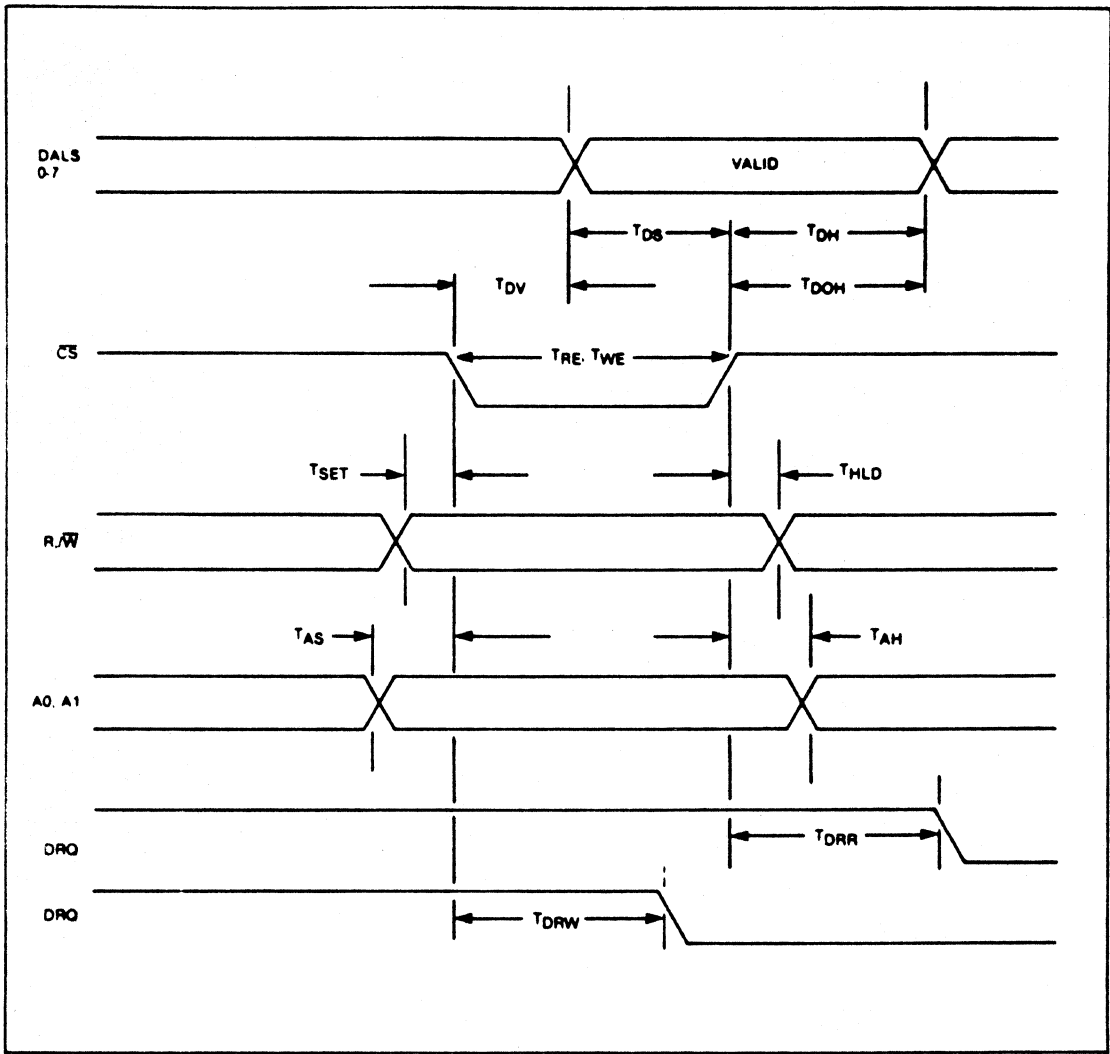 DALS
0-7
VALID
TDS
TDH
TDV
TDOH
CS
TRE, TWE
TSET
THLD
R/W
TAS
TAH
A0, A1
TDRR
DRQ
DRQ
TDRW